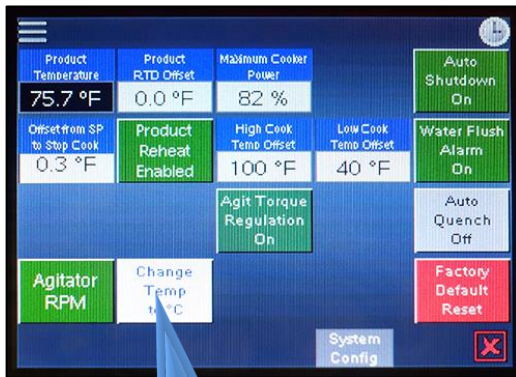 Product
Temperature
75.7 °F
Product
RTD Offset
0.0 °F
Maximum Cooker
Power
82 %
Auto
Shutdown
On
Offset from SP
to Stop Cook
0.3 °F
Product
Reheat
Enabled
High Cook
Temp Offset
100 °F
Low Cook
Temp Offset
40 °F
Water Flush
Alarm
On
Agit Torque
Regulation
On
Auto
Quench
Off
Agitator
RPM
Change
Temp
to °C
Factory
Default
Reset
System
Config